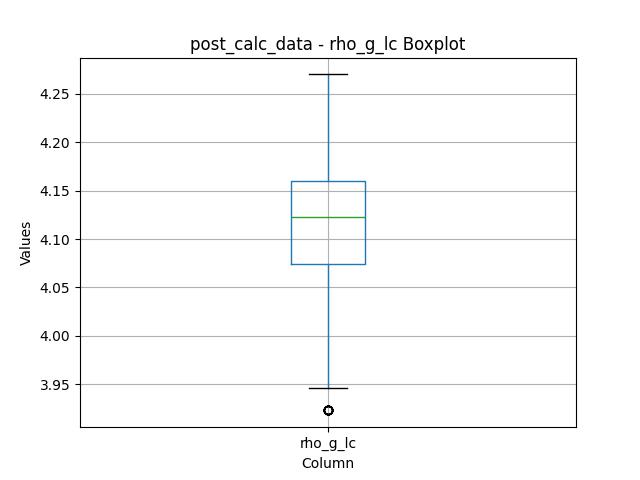 post_calc_data - rho_g_lc Boxplot
4.25
4.20
4.15
4.10
4.05
4.00
3.95
Values
rho_g_lc
Column